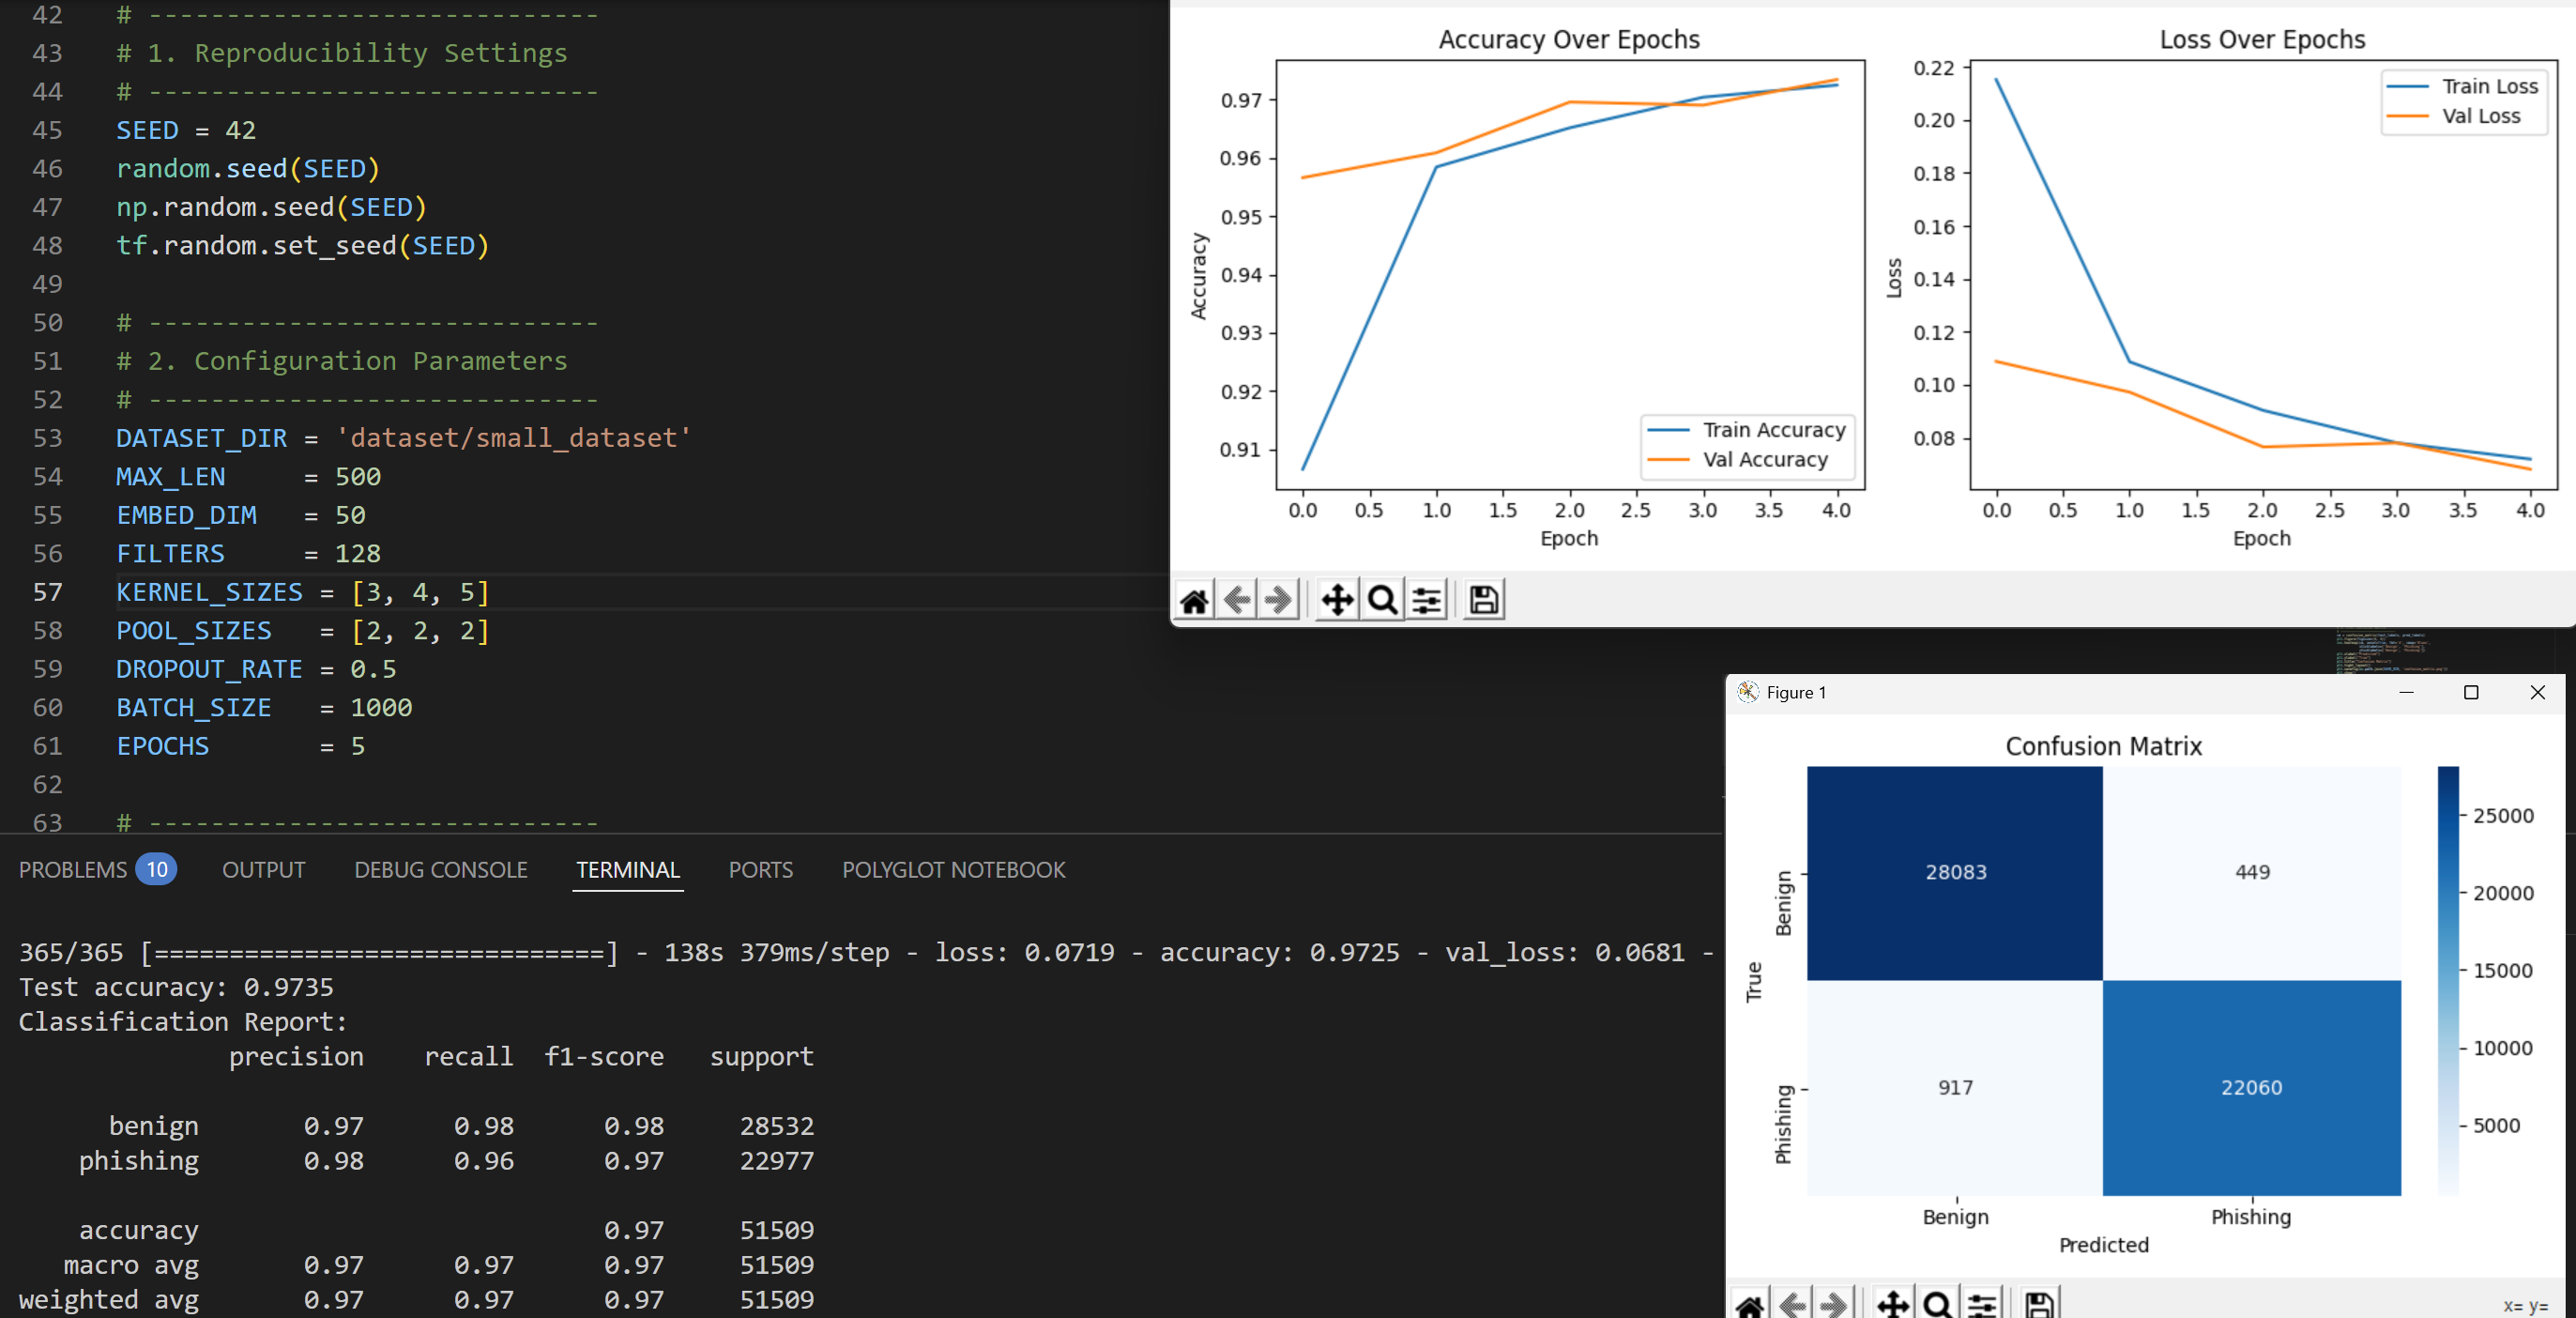 42 # -----------------------------
43 # 1. Reproducibility Settings
44 # -----------------------------
45 SEED = 42
46 random.seed(SEED)
47 np.random.seed(SEED)
48 tf.random.set_seed(SEED)
49
50 # -----------------------------
51 # 2. Configuration Parameters
52 # -----------------------------
53 DATASET_DIR = 'dataset/small_dataset'
54 MAX_LEN = 500
55 EMBED_DIM = 50
56 FILTERS = 128
57 KERNEL_SIZES = [3, 4, 5]
58 POOL_SIZES = [2, 2, 2]
59 DROPOUT_RATE = 0.5
60 BATCH_SIZE = 1000
61 EPOCHS = 5
62
63 # -----------------------------
Accuracy Over Epochs
Accuracy
0.97
0.96
0.95
0.94
0.93
0.92
0.91
Train Accuracy
Val Accuracy
0.0 0.5 1.0 1.5 2.0 2.5 3.0 3.5 4.0
Epoch
Loss Over Epochs
Loss
0.22
0.20
0.18
0.16
0.14
0.12
0.10
0.08
Train Loss
Val Loss
0.0 0.5 1.0 1.5 2.0 2.5 3.0 3.5 4.0
Epoch
PROBLEMS 10 OUTPUT DEBUG CONSOLE TERMINAL PORTS POLYGLOT NOTEBOOK
365/365 [==============================] - 138s 379ms/step - loss: 0.0719 - accuracy: 0.9725 - val_loss: 0.0681 -
Test accuracy: 0.9735
Classification Report:
precision recall f1-score support
benign 0.97 0.98 0.98 28532
phishing 0.98 0.96 0.97 22977
accuracy 0.97 51509
macro avg 0.97 0.97 0.97 51509
weighted avg 0.97 0.97 0.97 51509
Figure 1
Confusion Matrix
True
Benign
Phishing
28083 449
917 22060
Benign Phishing
Predicted
25000
20000
15000
10000
5000
x= y=